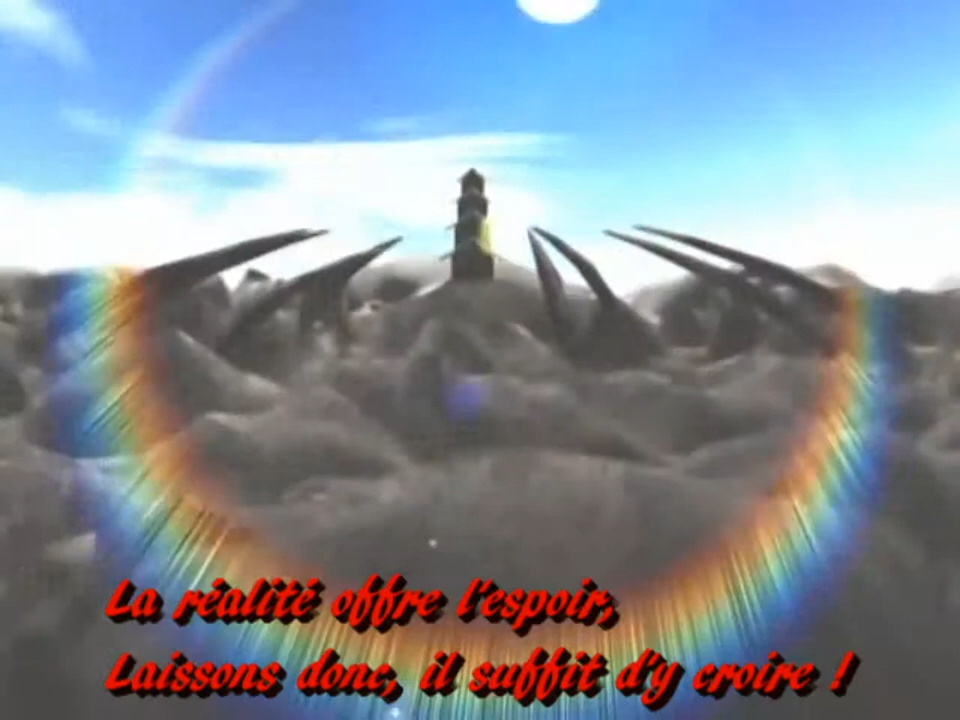 La réalité offre l'espoir,
Laissons donc, il suffit d'y croire !